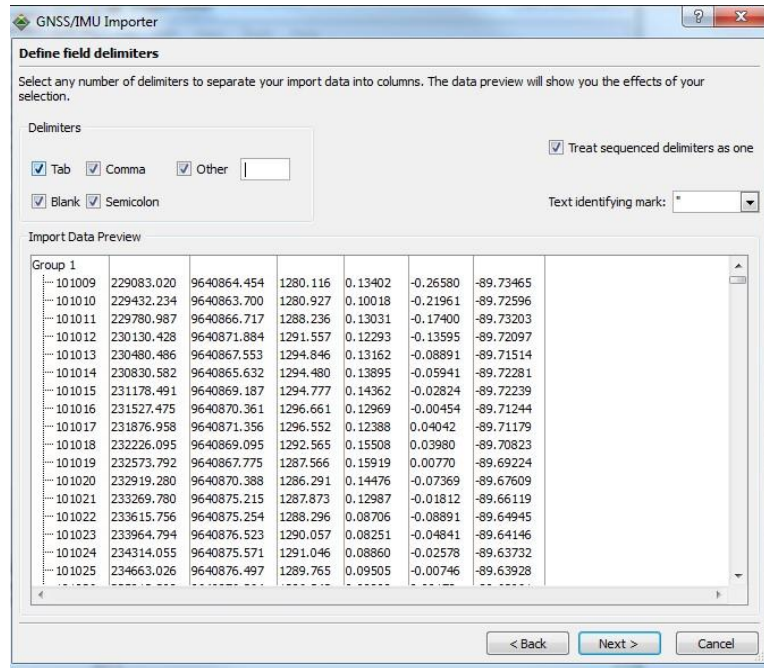 GNSS/IMU Importer
Define field delimiters
Select any number of delimiters to separate your import data into columns. The data preview will show you the effects of your
selection.
Delimiters
Tab Comma Other
Treat sequenced delimiters as one
Blank Semicolon
Text identifying mark: "
Import Data Preview
Group 1
101009 229083.020 9640864.454 1280.116 0.13402 -0.26580 -89.73465
101010 229432.234 9640863.700 1280.927 0.10018 -0.21961 -89.72596
101011 229780.987 9640866.717 1288.236 0.13031 -0.17400 -89.73203
101012 230130.428 9640871.884 1291.557 0.12293 -0.13595 -89.72097
101013 230480.486 9640867.553 1294.846 0.13162 -0.08891 -89.71514
101014 230830.582 9640865.632 1294.480 0.13895 -0.05941 -89.72281
101015 231178.491 9640869.187 1294.777 0.14362 -0.02824 -89.72239
101016 231527.475 9640870.361 1296.661 0.12969 -0.00454 -89.71244
101017 231876.958 9640871.356 1296.552 0.12388 0.04042 -89.71179
101018 232226.095 9640869.095 1292.565 0.15508 0.03980 -89.70823
101019 232573.792 9640867.775 1287.566 0.15919 0.00770 -89.69224
101020 232919.280 9640870.388 1286.291 0.14476 -0.07369 -89.67609
101021 233269.780 9640875.215 1287.873 0.12987 -0.01812 -89.66119
101022 233615.756 9640875.254 1288.296 0.08706 -0.08891 -89.64945
101023 233964.794 9640876.523 1290.057 0.08251 -0.04841 -89.64146
101024 234314.055 9640875.571 1291.046 0.08860 -0.02578 -89.63732
101025 234663.026 9640876.497 1289.765 0.09505 -0.00746 -89.63928
< Back Next > Cancel